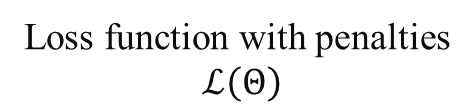 Loss function with penalties
ℒ(Θ)